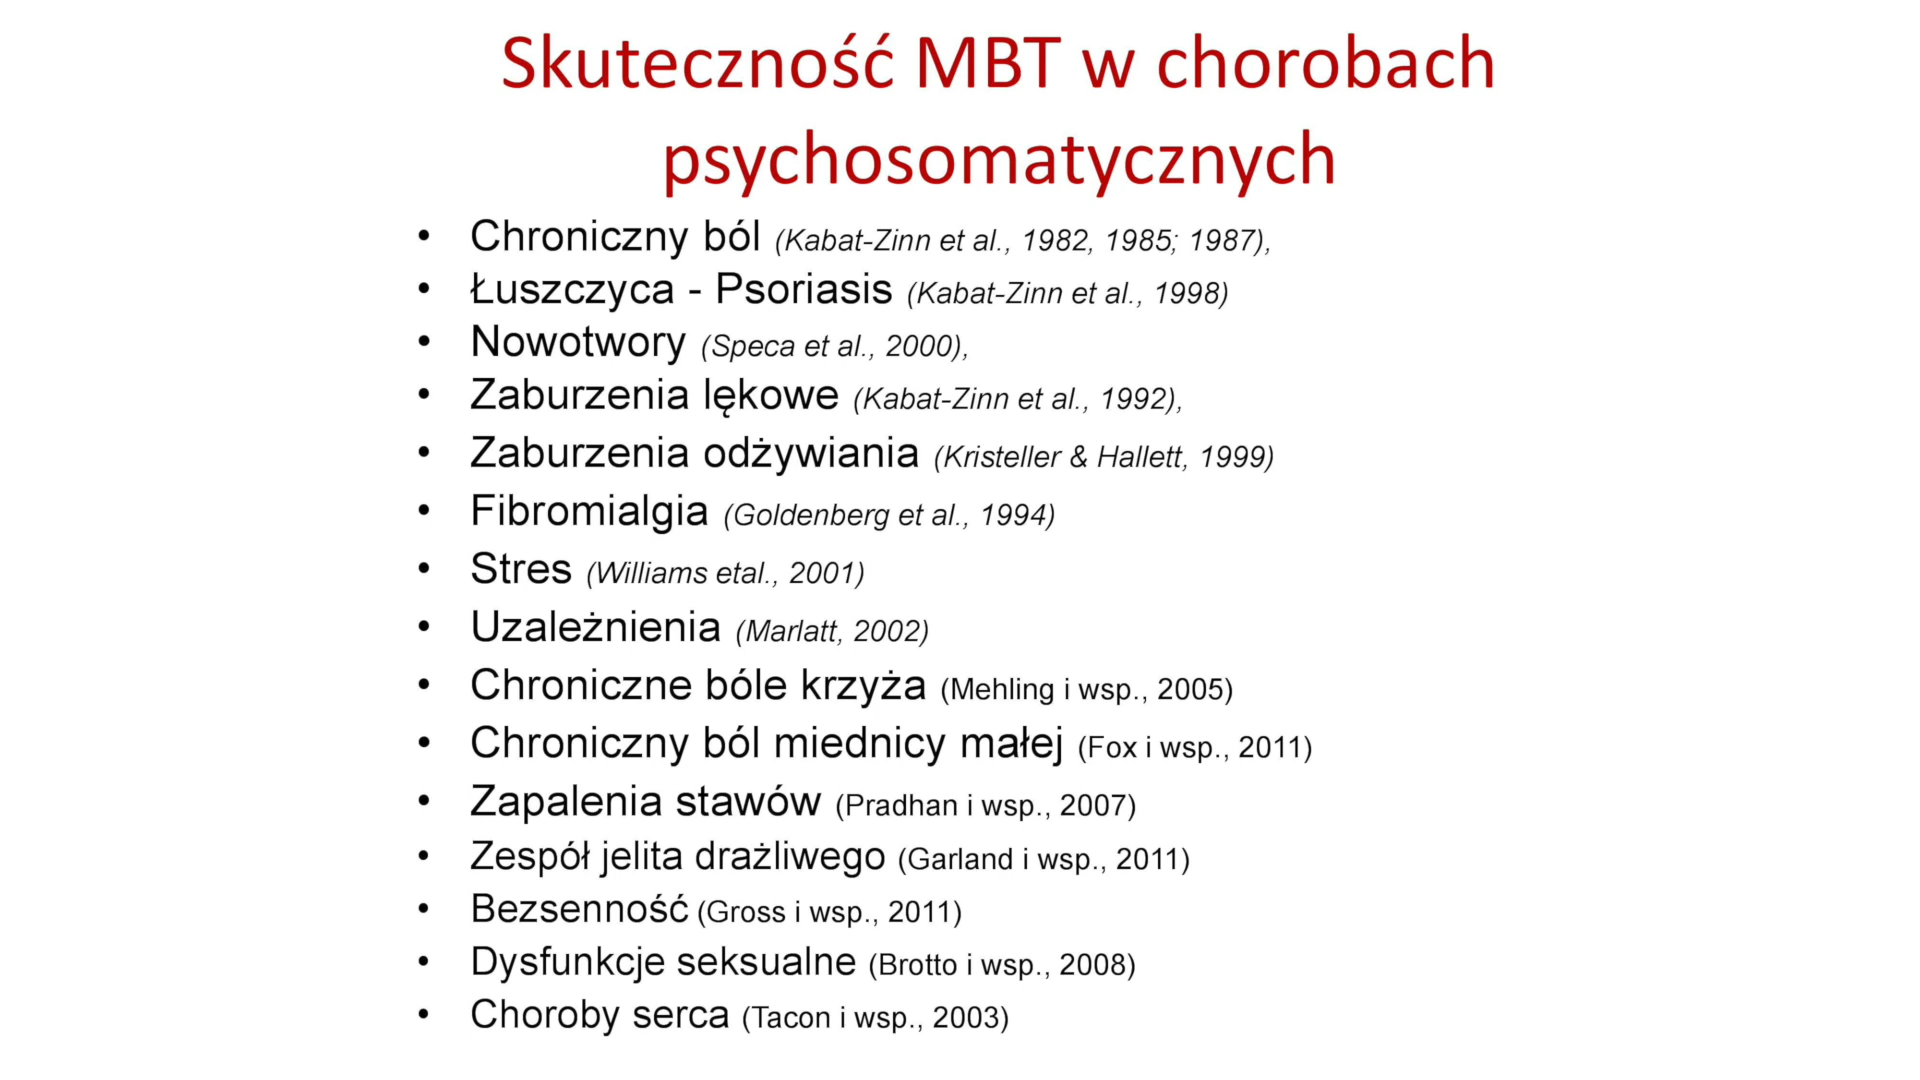 Skuteczność MBT w chorobach
psychosomatycznych
• Chroniczny ból (Kabat-Zinn et al., 1982, 1985; 1987),
• Łuszczyca - Psoriasis (Kabat-Zinn et al., 1998)
• Nowotwory (Speca et al., 2000),
• Zaburzenia lękowe (Kabat-Zinn et al., 1992),
• Zaburzenia odżywiania (Kristeller & Hallett, 1999)
• Fibromialgia (Goldenberg et al., 1994)
• Stres (Williams etal., 2001)
• Uzależnienia (Marlatt, 2002)
• Chroniczne bóle krzyża (Mehling i wsp., 2005)
• Chroniczny ból miednicy małej (Fox i wsp., 2011)
• Zapalenia stawów (Pradhan i wsp., 2007)
• Zespół jelita drażliwego (Garland i wsp., 2011)
• Bezsenność (Gross i wsp., 2011)
• Dysfunkcje seksualne (Brotto i wsp., 2008)
• Choroby serca (Tacon i wsp., 2003)